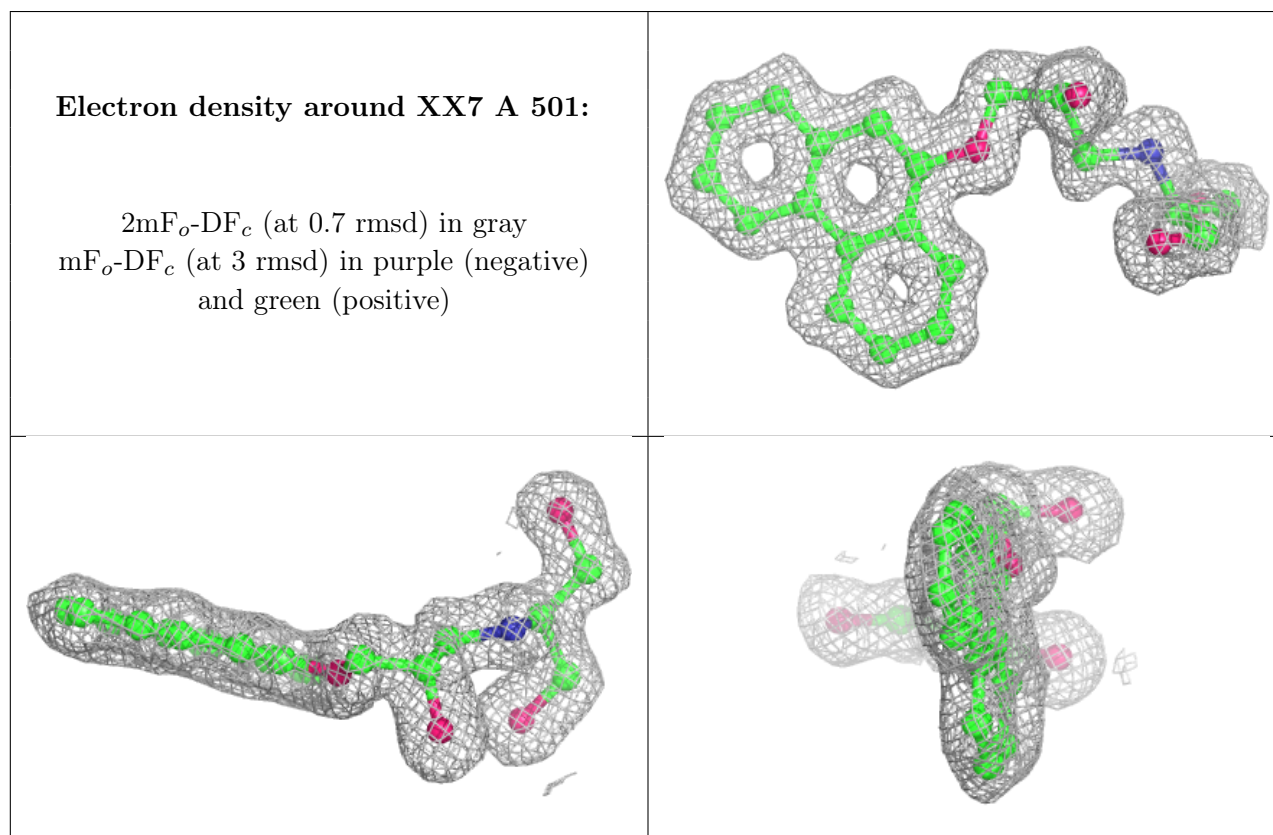 Electron density around XX7 A 501:
2mFo-DFc (at 0.7 rmsd) in gray
mFo-DFc (at 3 rmsd) in purple (negative)
and green (positive)